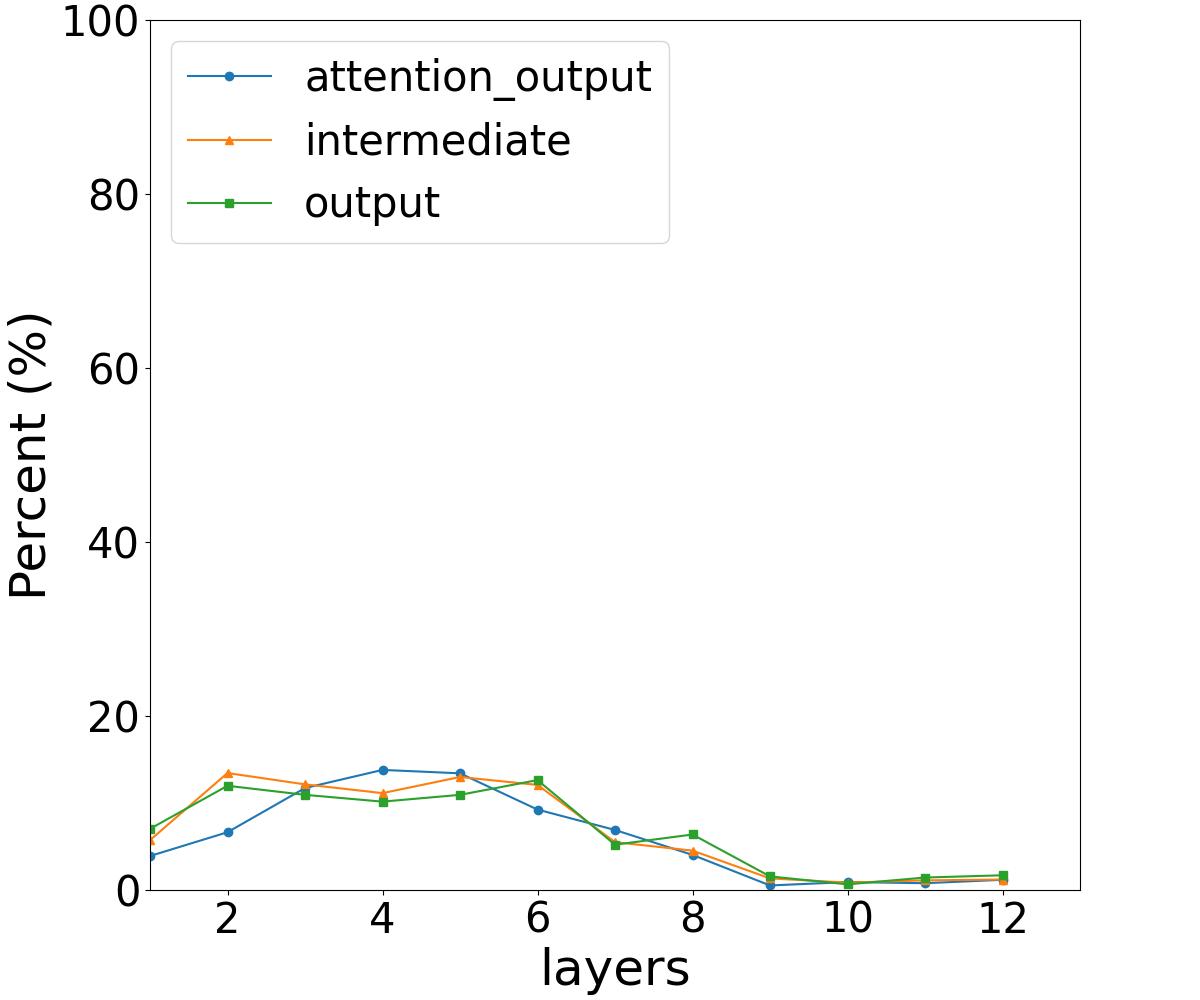 100
80
60
40
20
0
Percent (%)
attention_output
intermediate
output
2 4 6 8 10 12
layers